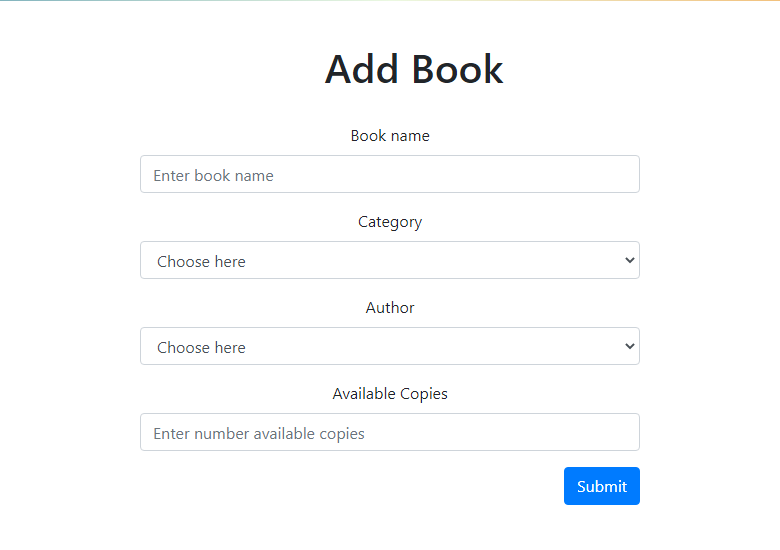 Add Book
Book name
Enter book name
Category
Choose here
Author
Choose here
Available Copies
Enter number available copies
Submit